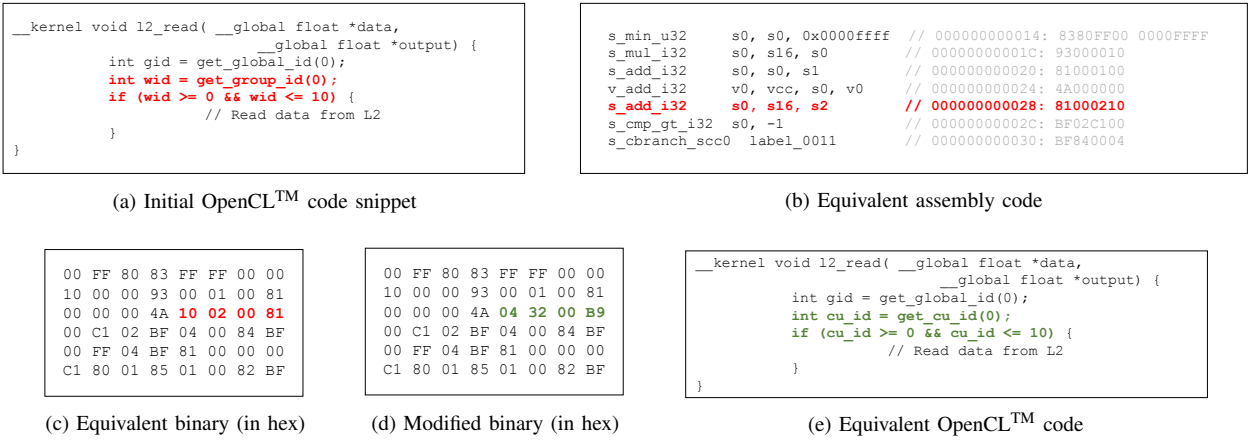 __kernel void l2_read( __global float *data,
__global float *output) {
int gid = get_global_id(0);
int wid = get_group_id(0);
if (wid >= 0 && wid <= 10) {
// Read data from L2
}
}
(a) Initial OpenCL™ code snippet
s_min_u32 s0, s0, 0x0000ffff // 000000000014: 8380FF00 0000FFFF
s_mul_i32 s0, s16, s0 // 00000000001C: 93000010
s_add_i32 s0, s0, s1 // 000000000020: 81000100
v_add_i32 v0, vcc, s0, v0 // 000000000024: 4A000000
s_add_i32 s0, s16, s2 // 000000000028: 81000210
s_cmp_gt_i32 s0, -1 // 00000000002C: BF02C100
s_cbranch_scc0 label_0011 // 000000000030: BF840004
(b) Equivalent assembly code
00 FF 80 83 FF FF 00 00
10 00 00 93 00 01 00 81
00 00 00 4A 10 02 00 81
00 C1 02 BF 04 00 84 BF
00 FF 04 BF 81 00 00 00
C1 80 01 85 01 00 82 BF
(c) Equivalent binary (in hex)
00 FF 80 83 FF FF 00 00
10 00 00 93 00 01 00 81
00 00 00 4A 04 32 00 B9
00 C1 02 BF 04 00 84 BF
00 FF 04 BF 81 00 00 00
C1 80 01 85 01 00 82 BF
(d) Modified binary (in hex)
__kernel void l2_read( __global float *data,
__global float *output) {
int gid = get_global_id(0);
int cu_id = get_cu_id(0);
if (cu_id >= 0 && cu_id <= 10) {
// Read data from L2
}
}
(e) Equivalent OpenCL™ code